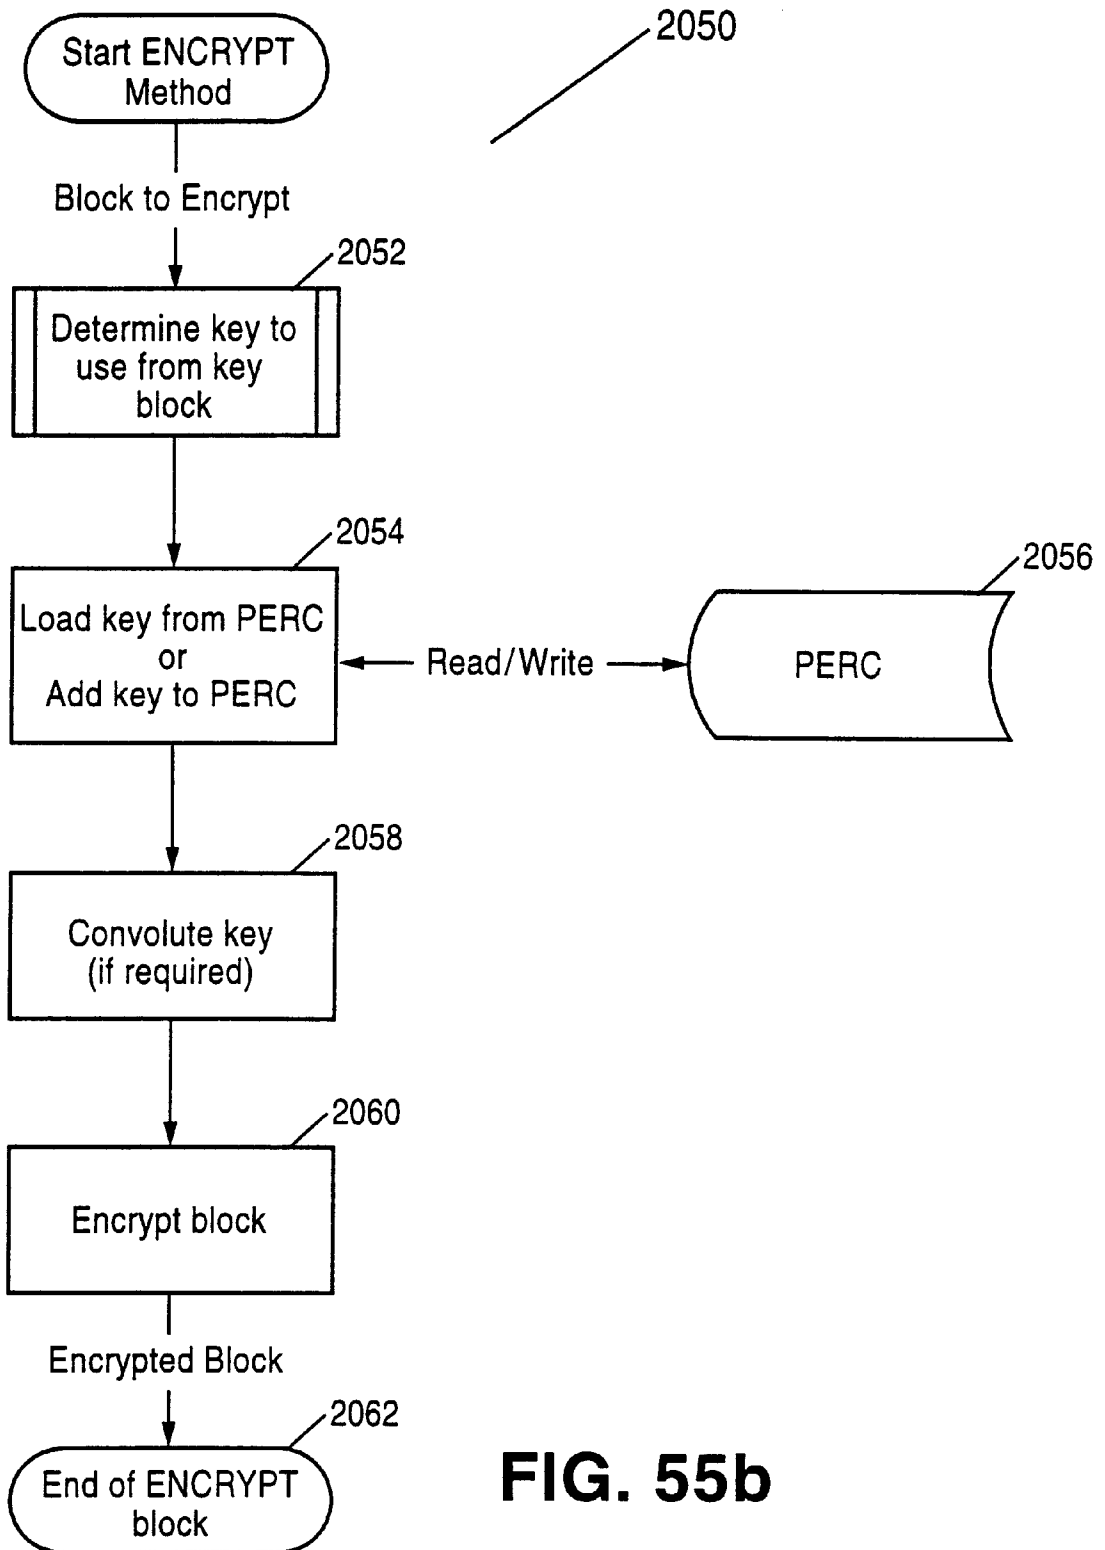 2050
Start ENCRYPT
Method
Block to Encrypt
2052
Determine key to
use from key
block
2054
Load key from PERC
or
Add key to PERC
Read/Write
2056
PERC
2058
Convolute key
(if required)
2060
Encrypt block
Encrypted Block
2062
End of ENCRYPT
block
FIG. 55b